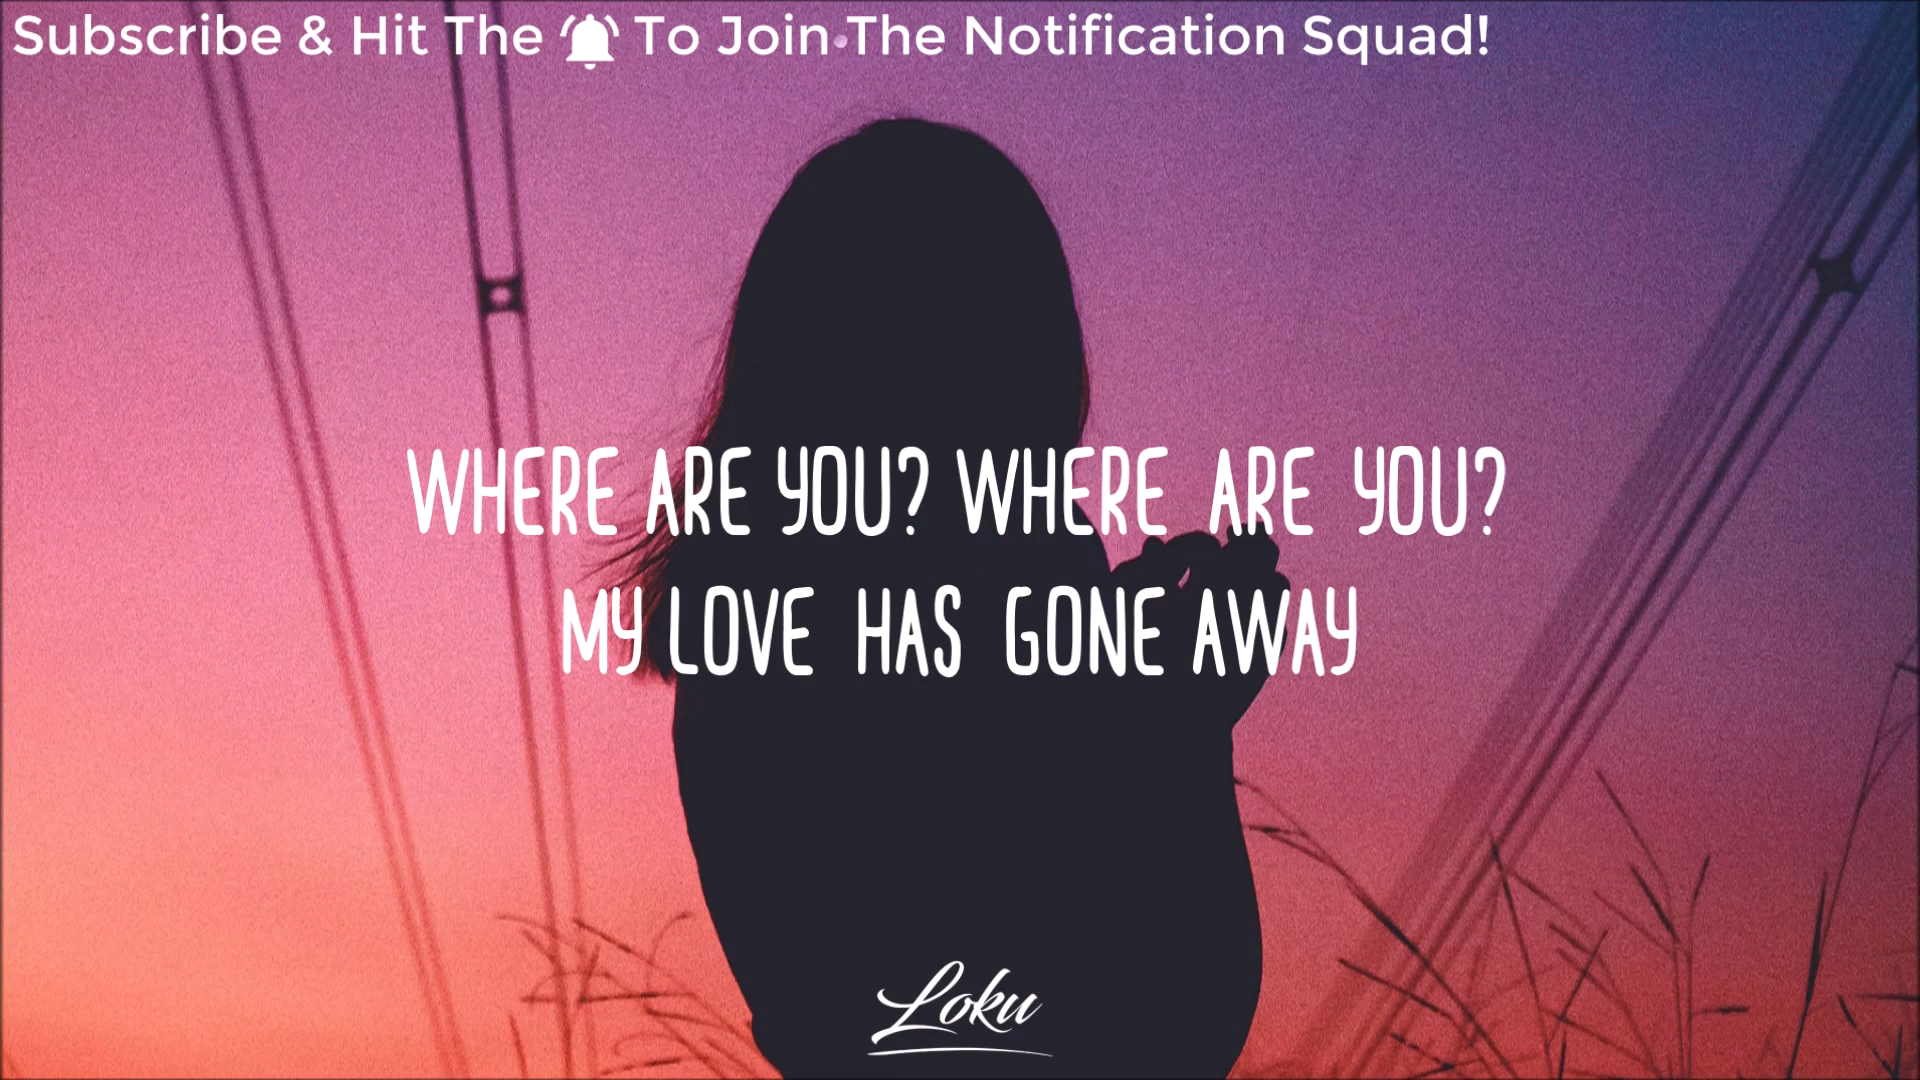 Subscribe & Hit The 🔔 To Join The Notification Squad!
WHERE ARE YOU? WHERE ARE YOU?
MY LOVE HAS GONE AWAY
Loku